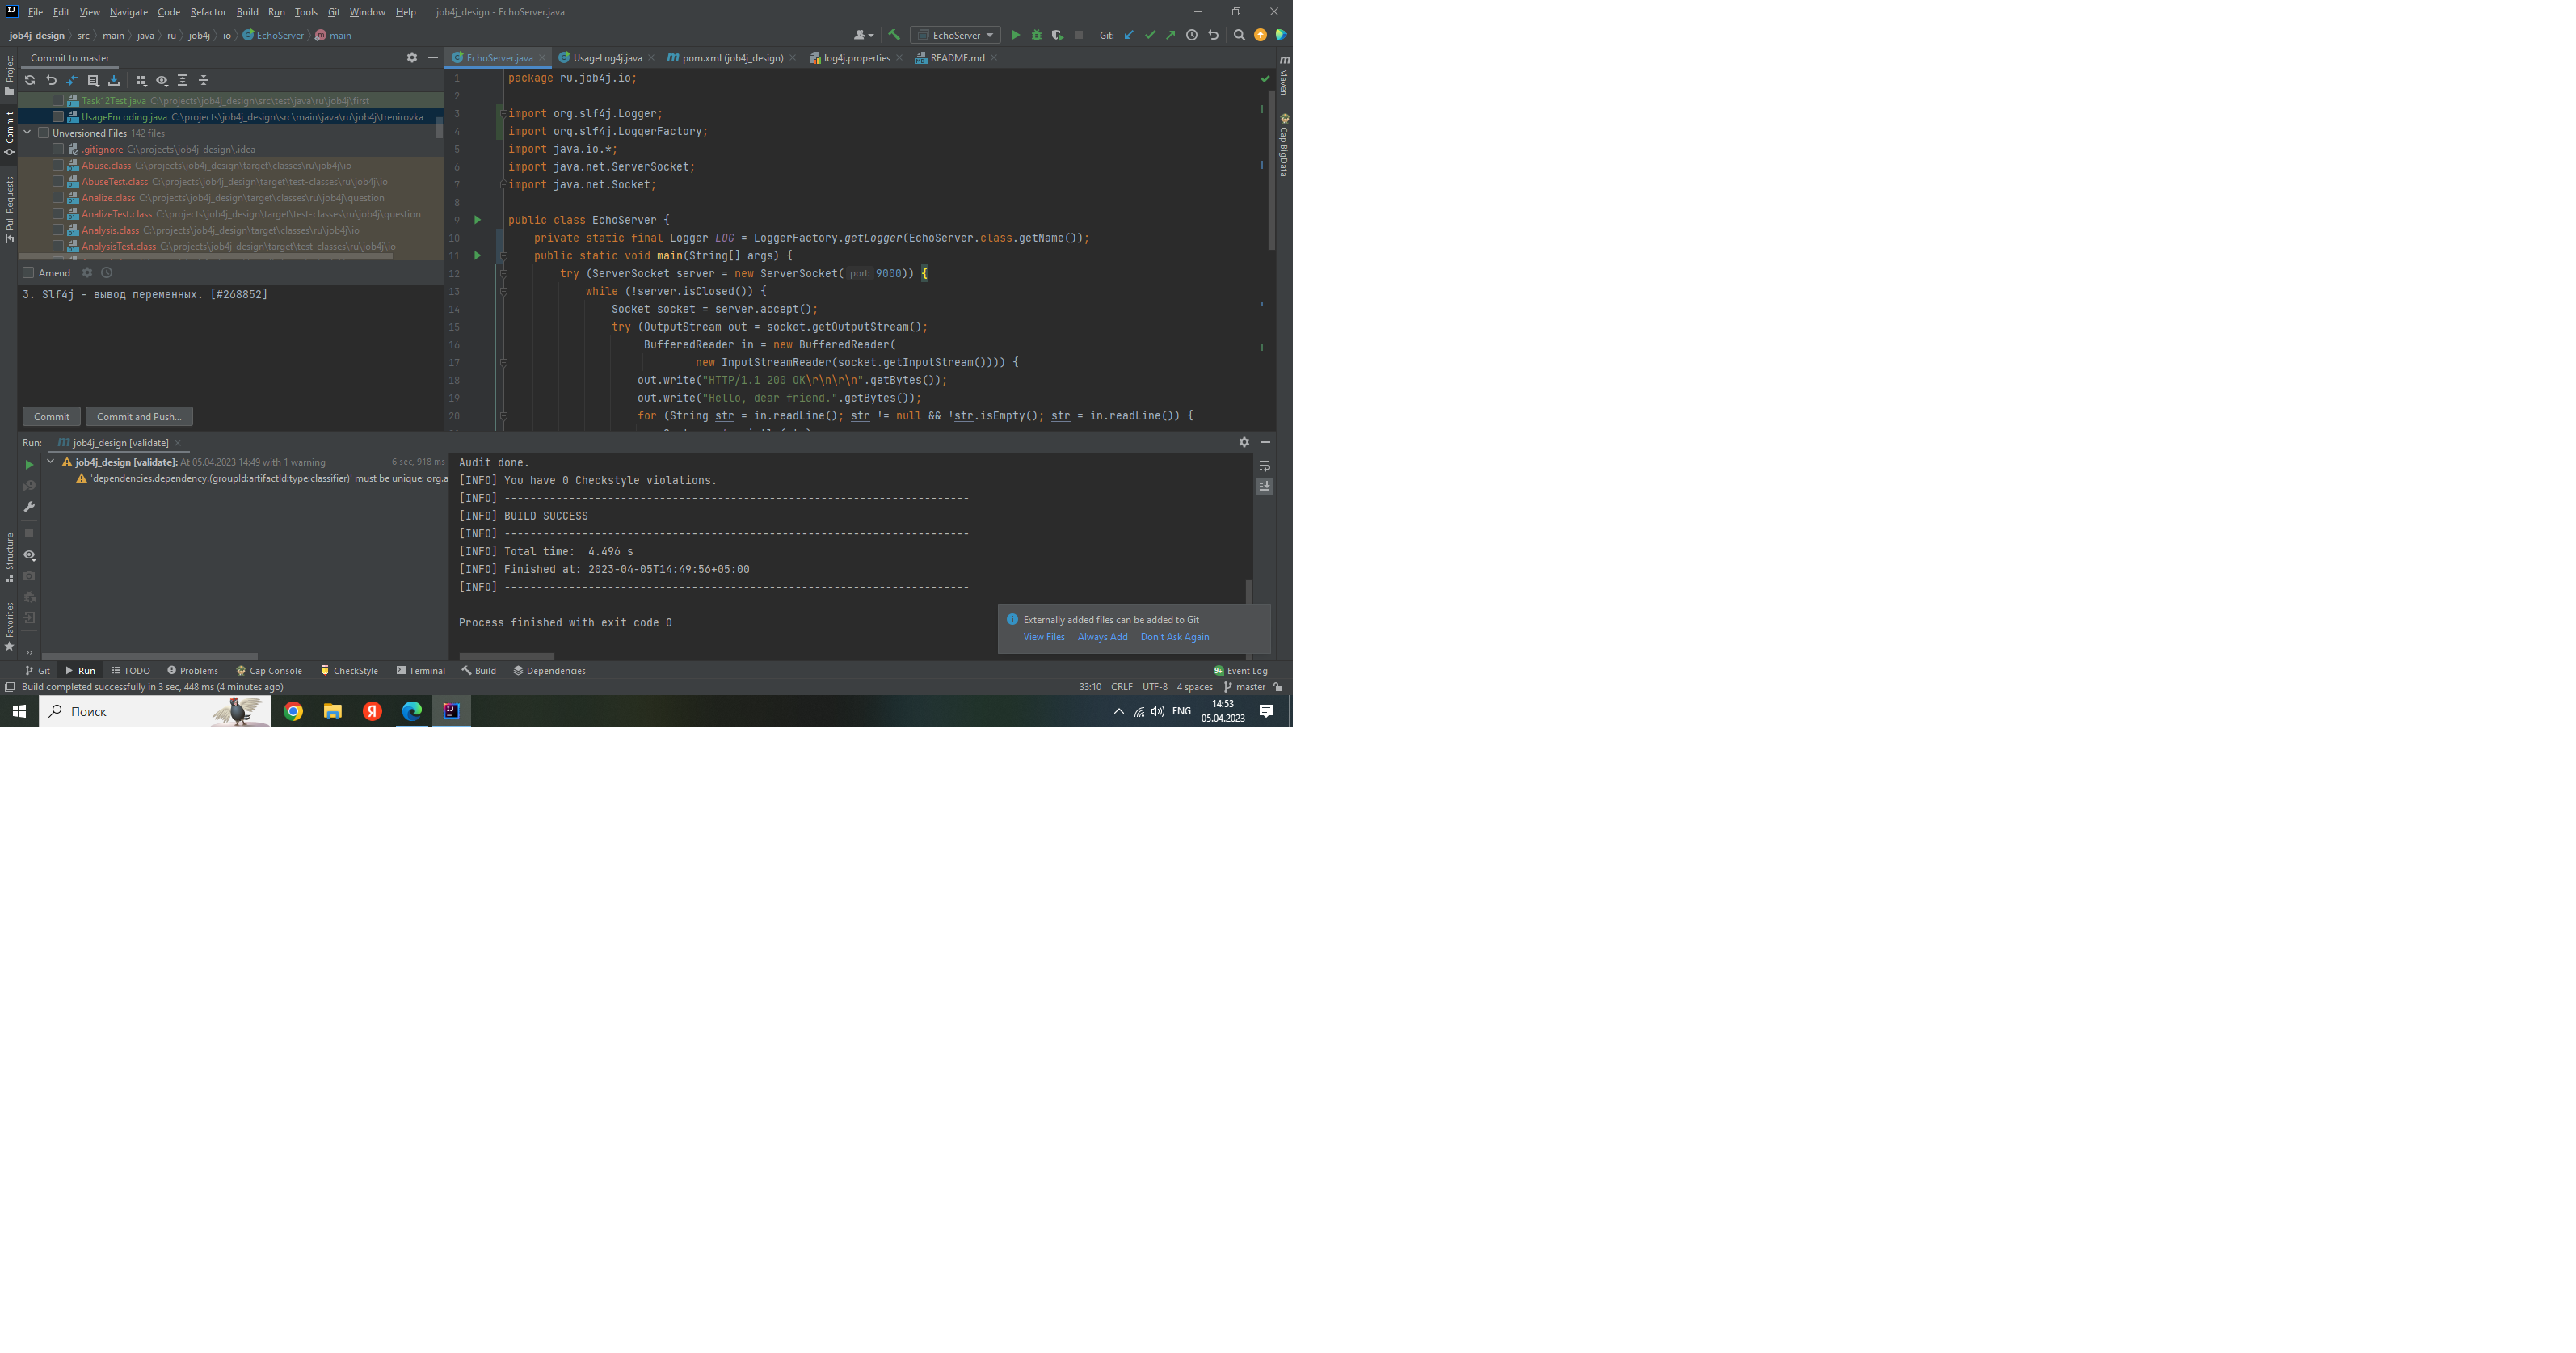 File Edit View Navigate Code Refactor Build Run Tools Git Window Help job4j_design - EchoServer.java
job4j_design src main java ru job4j io EchoServer main
EchoServer Git:
Commit to master
EchoServer.java UsageLog4j.java pom.xml (job4j_design) log4j.properties README.md
Task12Test.java C:\projects\job4j_design\src\test\java\ru\job4j\first
UsageEncoding.java C:\projects\job4j_design\src\main\java\ru\job4j\trenirovka
Unversioned Files 142 files
.gitignore C:\projects\job4j_design\.idea
Abuse.class C:\projects\job4j_design\target\classes\ru\job4j\io
AbuseTest.class C:\projects\job4j_design\target\test-classes\ru\job4j\io
Analize.class C:\projects\job4j_design\target\classes\ru\job4j\question
AnalizeTest.class C:\projects\job4j_design\target\test-classes\ru\job4j\question
Analysis.class C:\projects\job4j_design\target\classes\ru\job4j\io
AnalysisTest.class C:\projects\job4j_design\target\test-classes\ru\job4j\io
Amend
3. Slf4j - вывод переменных. [#268852]
Commit Commit and Push...
1 package ru.job4j.io;
2
3 import org.slf4j.Logger;
4 import org.slf4j.LoggerFactory;
5 import java.io.*;
6 import java.net.ServerSocket;
7 import java.net.Socket;
8
9 public class EchoServer {
10 private static final Logger LOG = LoggerFactory.getLogger(EchoServer.class.getName());
11 public static void main(String[] args) {
12 try (ServerSocket server = new ServerSocket( port: 9000)) {
13 while (!server.isClosed()) {
14 Socket socket = server.accept();
15 try (OutputStream out = socket.getOutputStream();
16 BufferedReader in = new BufferedReader(
17 new InputStreamReader(socket.getInputStream()))) {
18 out.write("HTTP/1.1 200 OK\r\n\r\n".getBytes());
19 out.write("Hello, dear friend.".getBytes());
20 for (String str = in.readLine(); str != null && !str.isEmpty(); str = in.readLine()) {
Project
Commit
Pull Requests
Structure
Favorites
Maven
Cap BigData
Run: job4j_design [validate]
job4j_design [validate]: At 05.04.2023 14:49 with 1 warning 6 sec, 918 ms
'dependencies.dependency.(groupId:artifactId:type:classifier)' must be unique: org.a
Audit done.
[INFO] You have 0 Checkstyle violations.
[INFO] ------------------------------------------------------------------------
[INFO] BUILD SUCCESS
[INFO] ------------------------------------------------------------------------
[INFO] Total time:  4.496 s
[INFO] Finished at: 2023-04-05T14:49:56+05:00
[INFO] ------------------------------------------------------------------------
Process finished with exit code 0
Externally added files can be added to Git
View Files Always Add Don't Ask Again
Git Run TODO Problems Cap Console CheckStyle Terminal Build Dependencies Event Log
Build completed successfully in 3 sec, 448 ms (4 minutes ago) 33:10 CRLF UTF-8 4 spaces master
Поиск ENG 14:53
05.04.2023